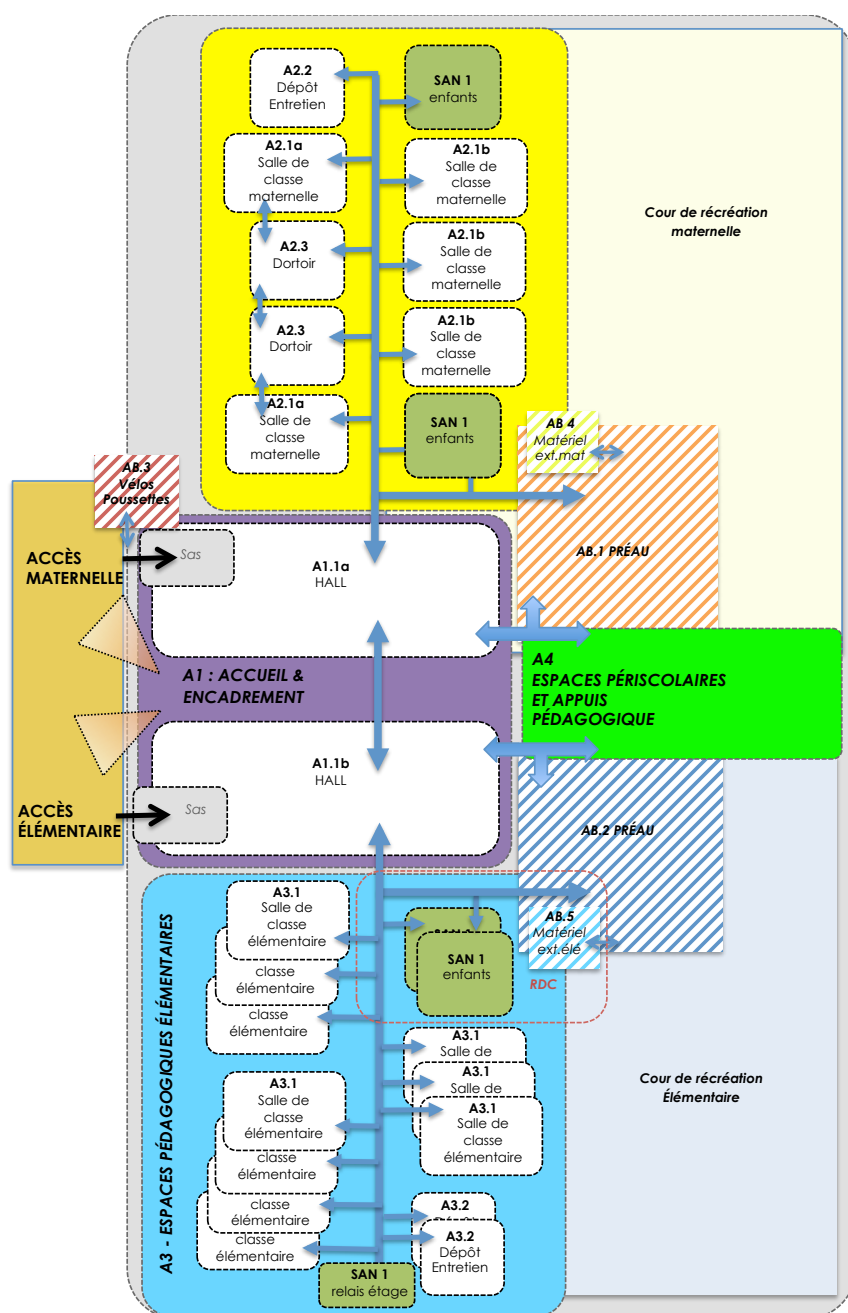 A2.2
Dépôt
Entretien
SAN 1
enfants
A2.1a
Salle de
classe
maternelle
A2.1b
Salle de
classe
maternelle
A2.3
Dortoir
A2.1b
Salle de
classe
maternelle
A2.3
Dortoir
A2.1b
Salle de
classe
maternelle
A2.1a
Salle de
classe
maternelle
SAN 1
enfants
Cour de récréation
maternelle
AB 4
Matériel
ext.mat
AB.3
Vélos
Poussettes
AB.1 PRÉAU
ACCÈS
MATERNELLE
Sas
A1.1a
HALL
A1 : ACCUEIL &
ENCADREMENT
A4
ESPACES PÉRISCOLAIRES
ET APPUIS
PÉDAGOGIQUE
A1.1b
HALL
ACCÈS
ÉLÉMENTAIRE
Sas
AB.2 PRÉAU
A3 - ESPACES PÉDAGOGIQUES ÉLÉMENTAIRES
A3.1
Salle de
classe
élémentaire
classe
élémentaire
classe
élémentaire
SAN 1
enfants
AB.5
Matériel
ext.élé
RDC
A3.1
Salle de
A3.1
Salle de
A3.1
Salle de
classe
élémentaire
A3.1
Salle de
classe
élémentaire
classe
élémentaire
classe
élémentaire
classe
élémentaire
Cour de récréation
Élémentaire
A3.2
A3.2
Dépôt
Entretien
SAN 1
relais étage